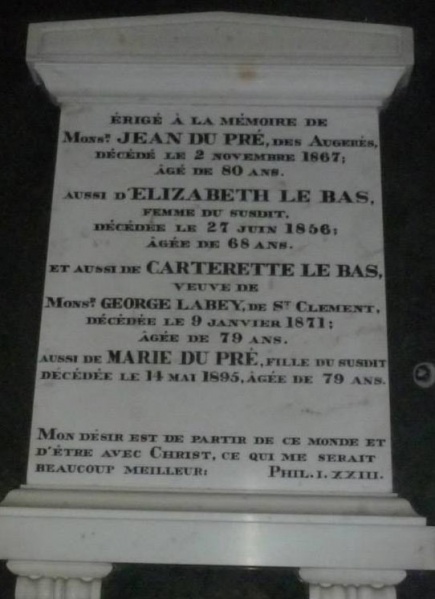 ÉRIGÉ À LA MÉMOIRE DE
MONSR. JEAN DU PRÉ, DES AUGERÉS,
DÉCÉDÉ LE 2 NOVEMBRE 1867;
ÂGÉ DE 80 ANS.
AUSSI D'ELIZABETH LE BAS,
FEMME DU SUSDIT,
DÉCÉDÉE LE 27 JUIN 1856;
ÂGÉE DE 68 ANS.
ET AUSSI DE CARTERETTE LE BAS,
VEUVE DE
MONSR. GEORGE LABEY, DE ST CLEMENT,
DÉCÉDÉE LE 9 JANVIER 1871;
ÂGÉE DE 79 ANS.
AUSSI DE MARIE DU PRÉ, FILLE DU SUSDIT
DÉCÉDÉE LE 14 MAI 1895, ÂGÉE DE 79 ANS.
MON DÉSIR EST DE PARTIR DE CE MONDE ET
D'ÊTRE AVEC CHRIST, CE QUI ME SERAIT
BEAUCOUP MEILLEUR: PHIL. I. XXIII.